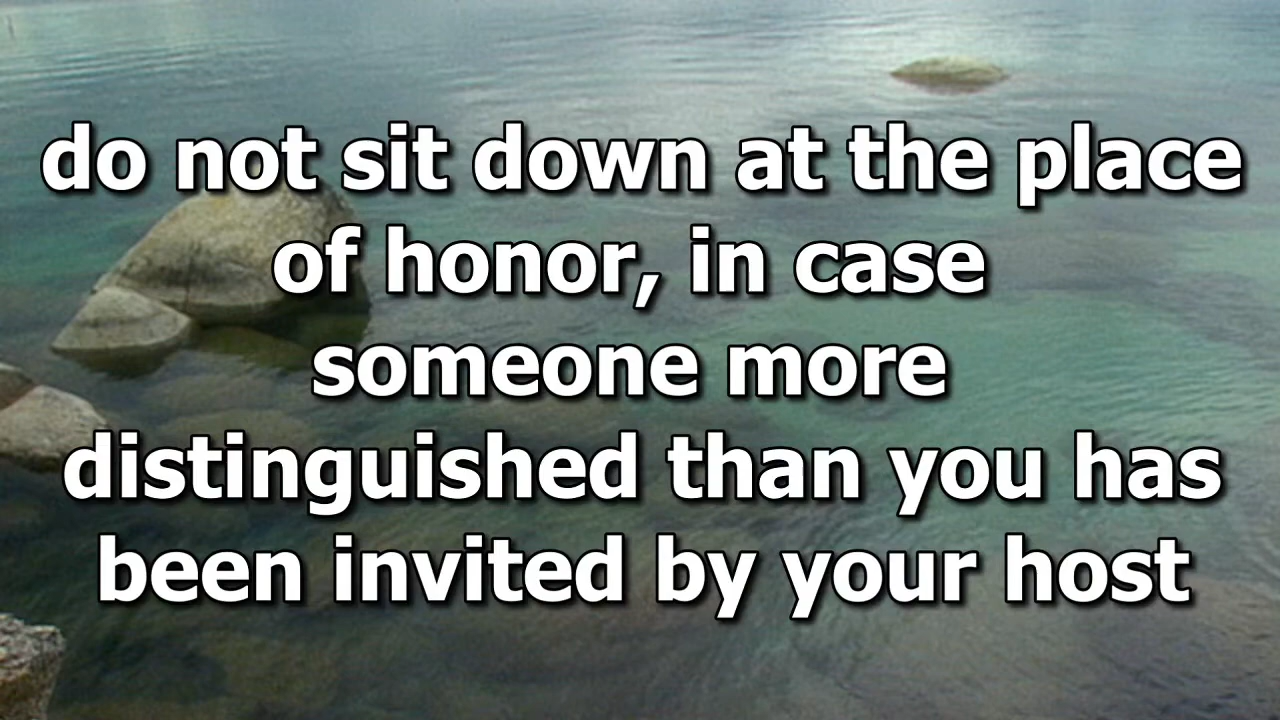 do not sit down at the place
of honor, in case
someone more
distinguished than you has
been invited by your host